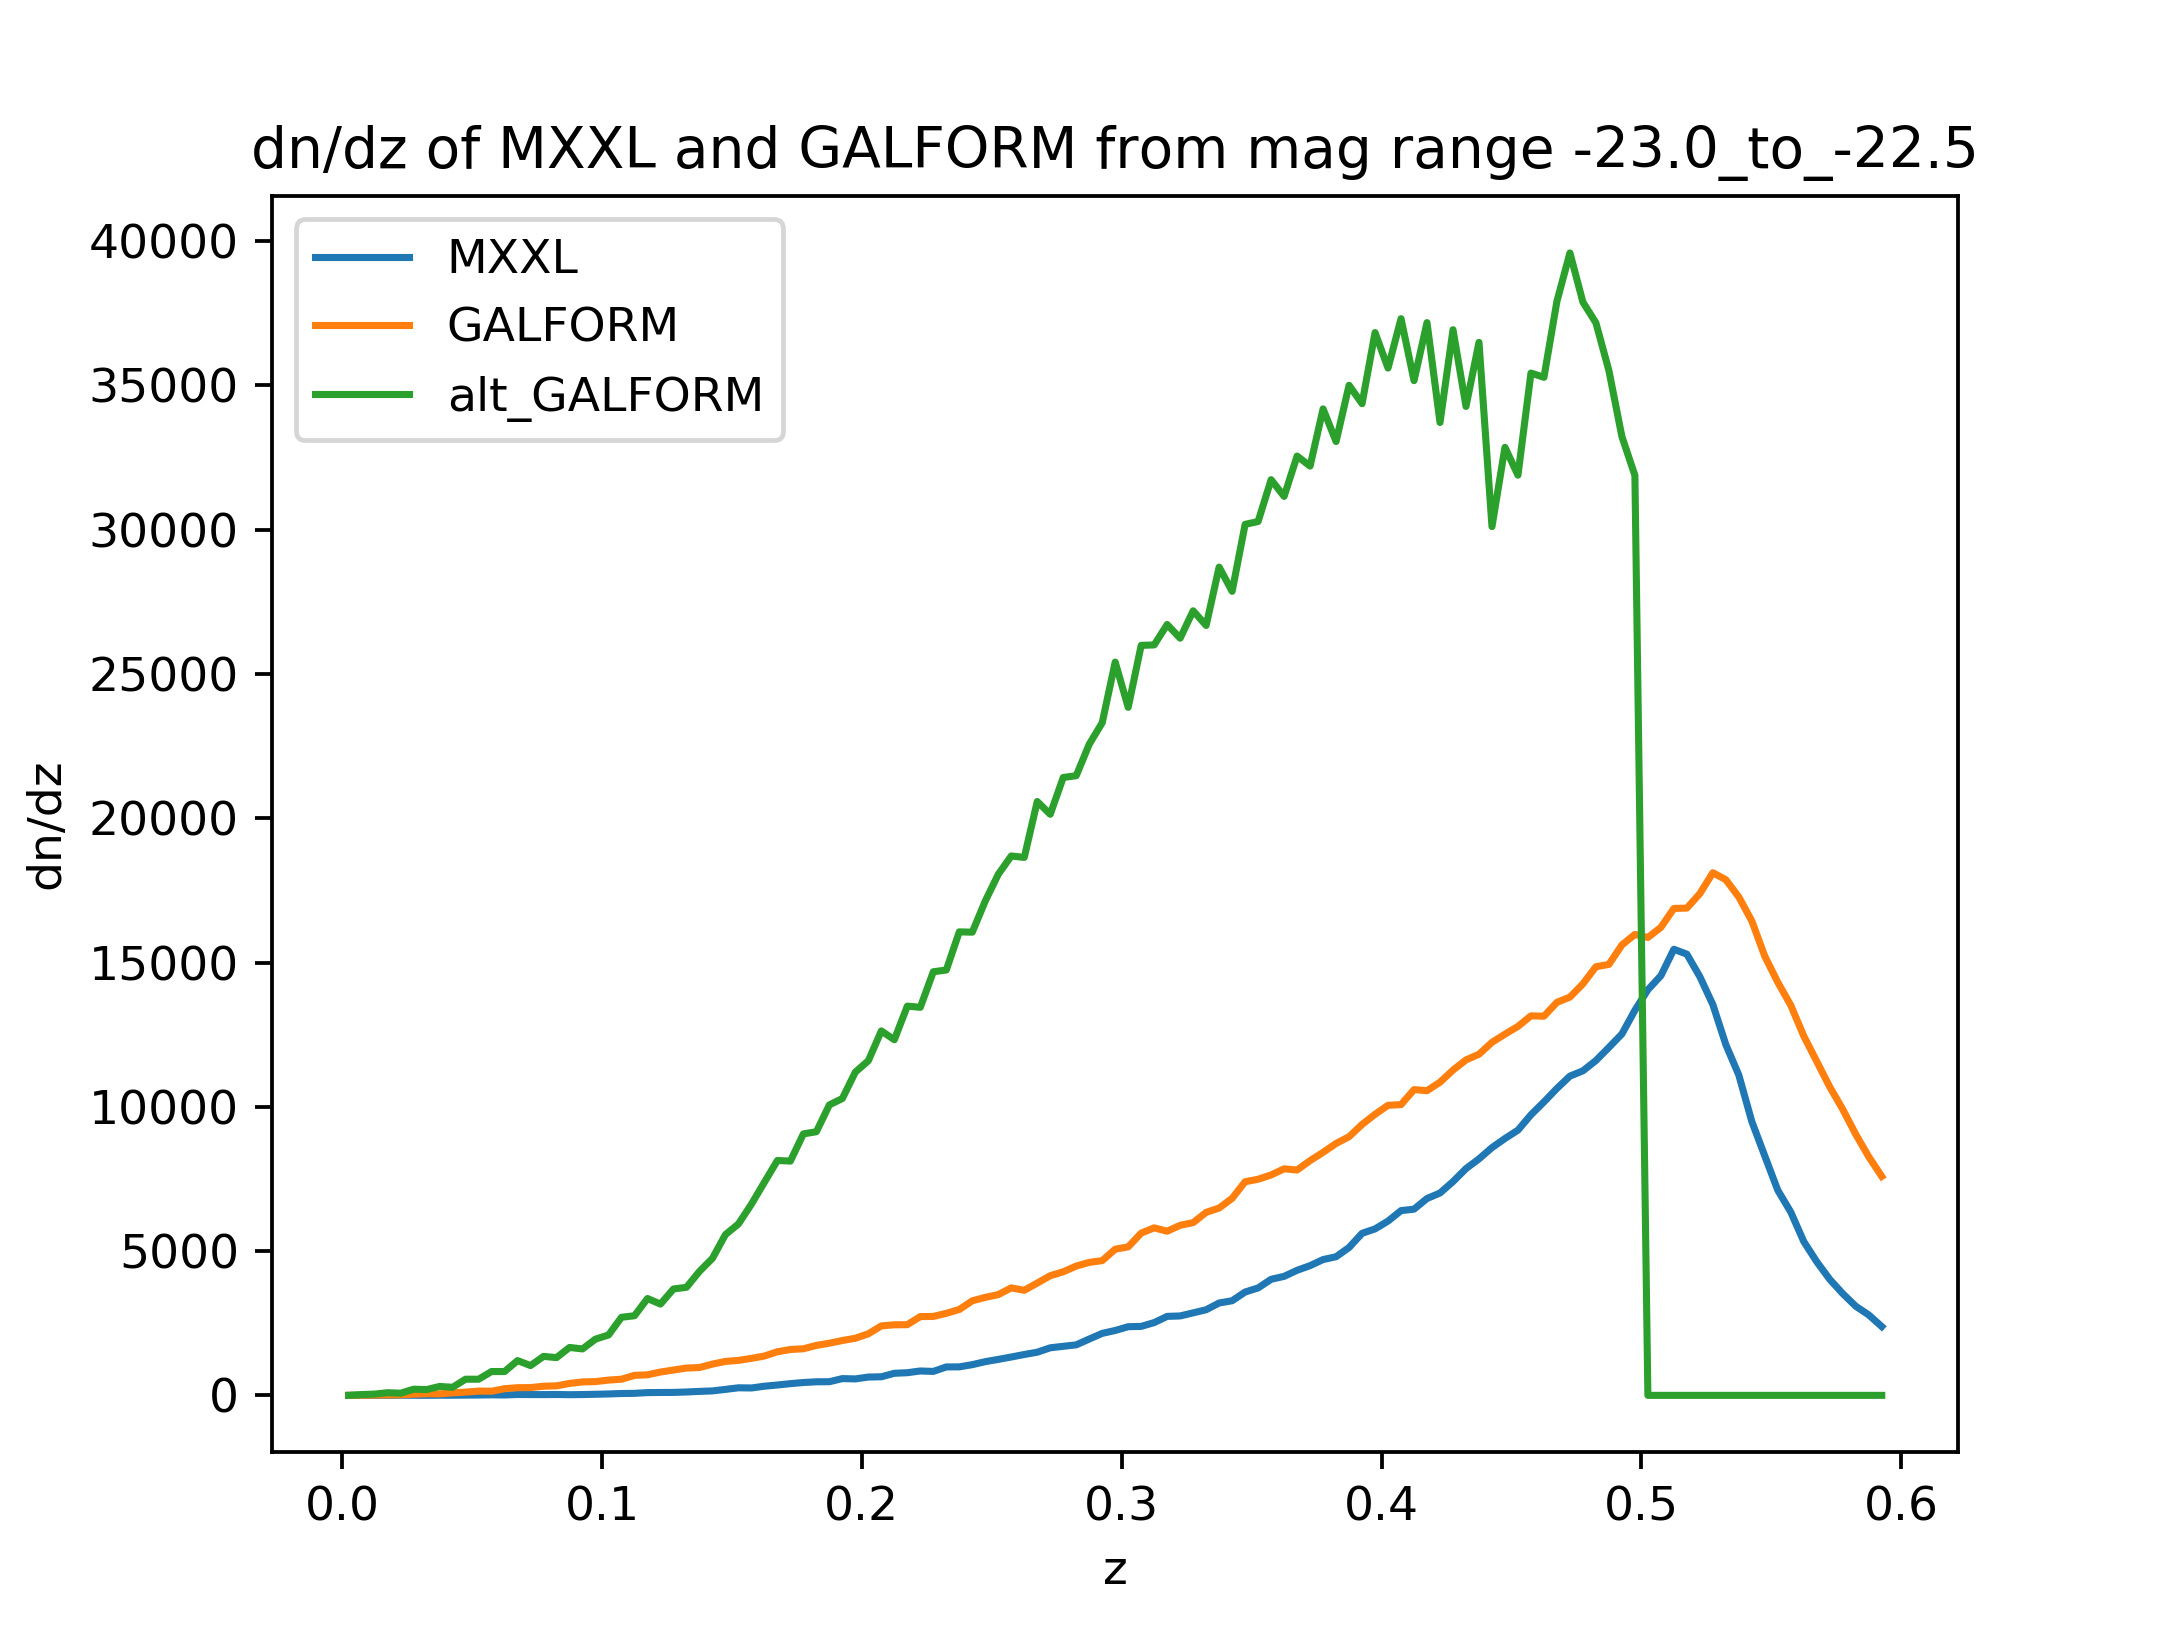 dn/dz of MXXL and GALFORM from mag range -23.0_to_-22.5
MXXL
GALFORM
alt_GALFORM
40000
35000
30000
25000
20000
15000
10000
5000
0
dn/dz
0.0 0.1 0.2 0.3 0.4 0.5 0.6
z